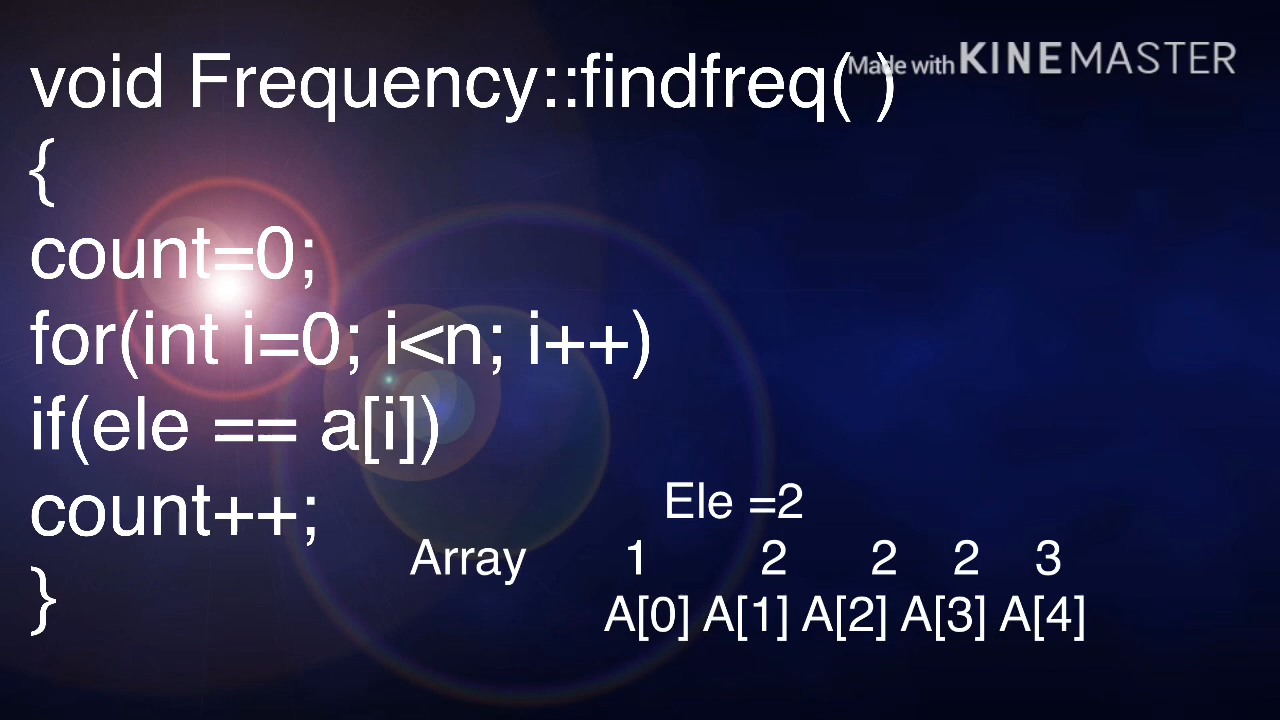 void Frequency::findfreq( )
Made with KINEMASTER
{
count=0;
for(int i=0; i<n; i++)
if(ele == a[i])
count++;
}
Ele =2
Array 1 2 2 2 3
A[0] A[1] A[2] A[3] A[4]